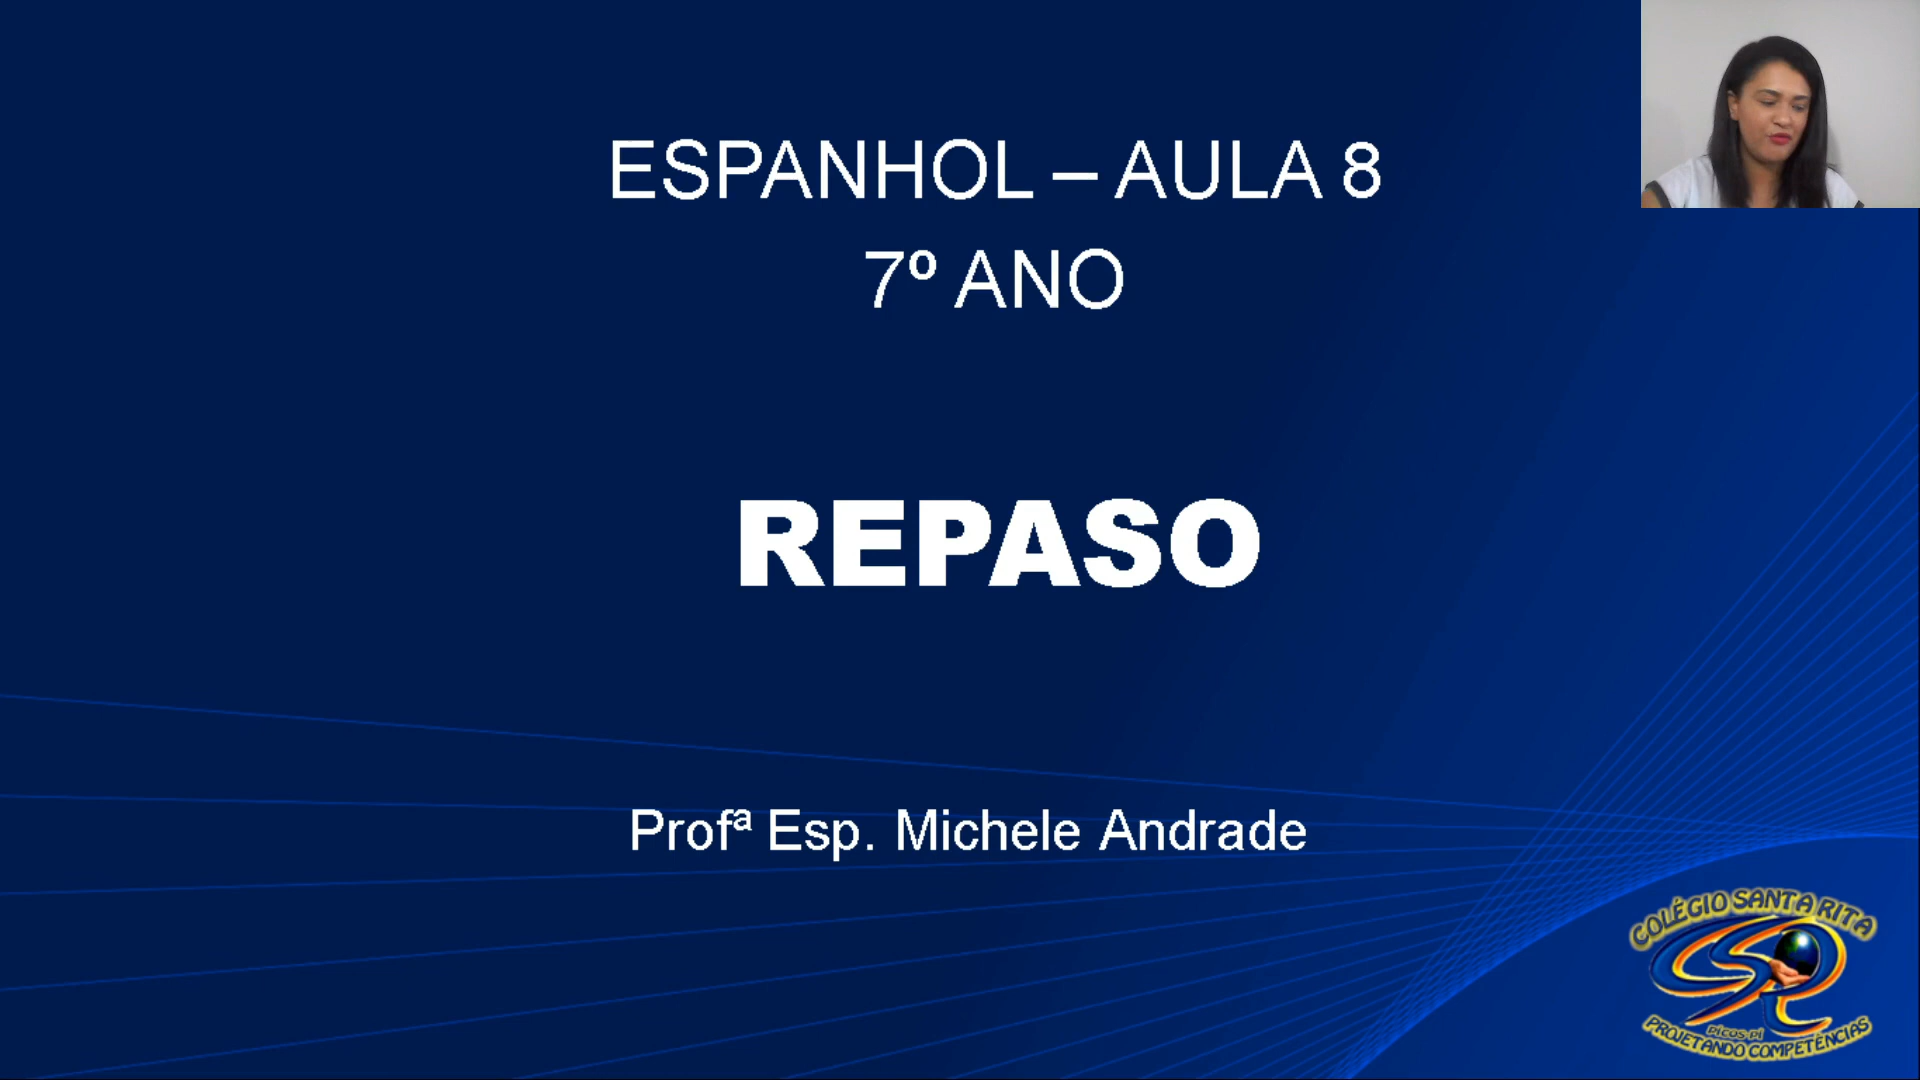 ESPANHOL – AULA 8
7º ANO
REPASO
Profª Esp. Michele Andrade
COLÉGIO SANTA RITA
PICOS-PI
PROJETANDO COMPETÊNCIAS